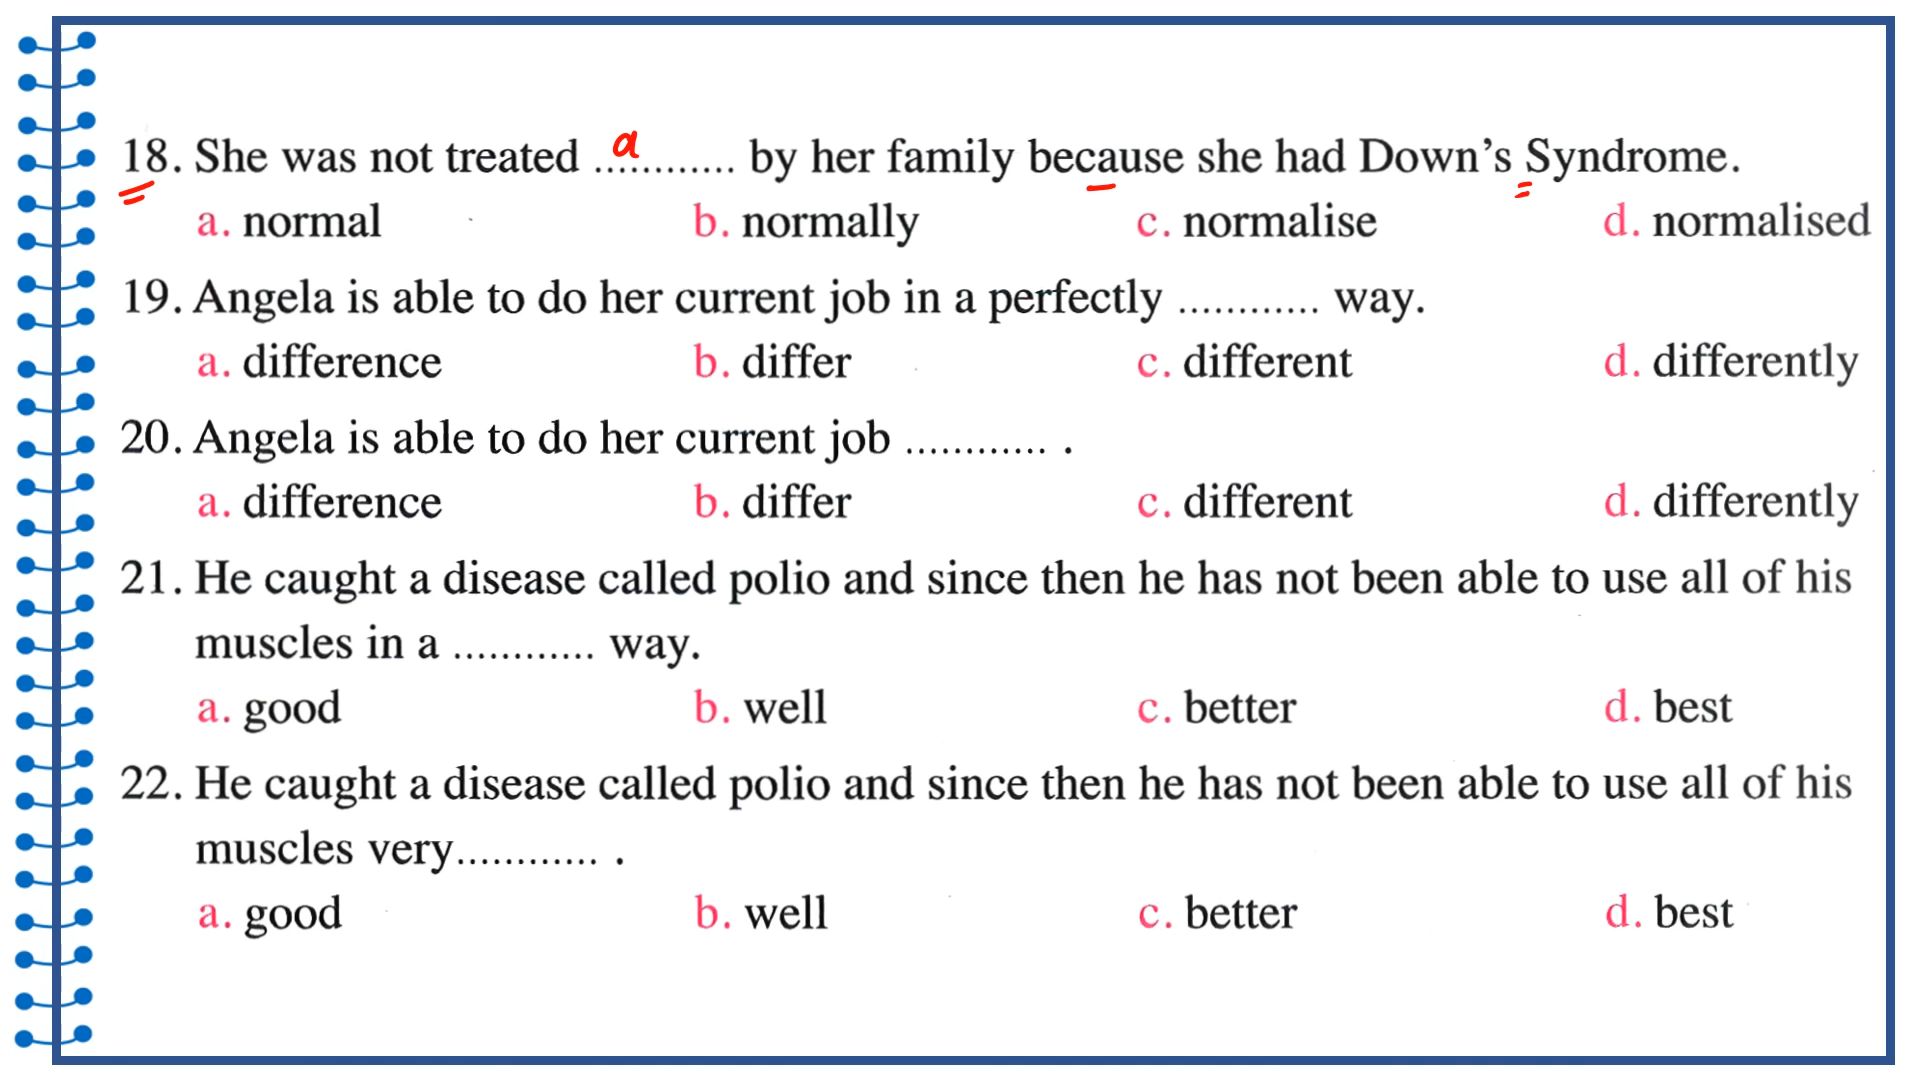 18. She was not treated ....a........ by her family because she had Down's Syndrome.
a. normal b. normally c. normalise d. normalised
19. Angela is able to do her current job in a perfectly ............ way.
a. difference b. differ c. different d. differently
20. Angela is able to do her current job ............ .
a. difference b. differ c. different d. differently
21. He caught a disease called polio and since then he has not been able to use all of his
muscles in a ............ way.
a. good b. well c. better d. best
22. He caught a disease called polio and since then he has not been able to use all of his
muscles very............ .
a. good b. well c. better d. best